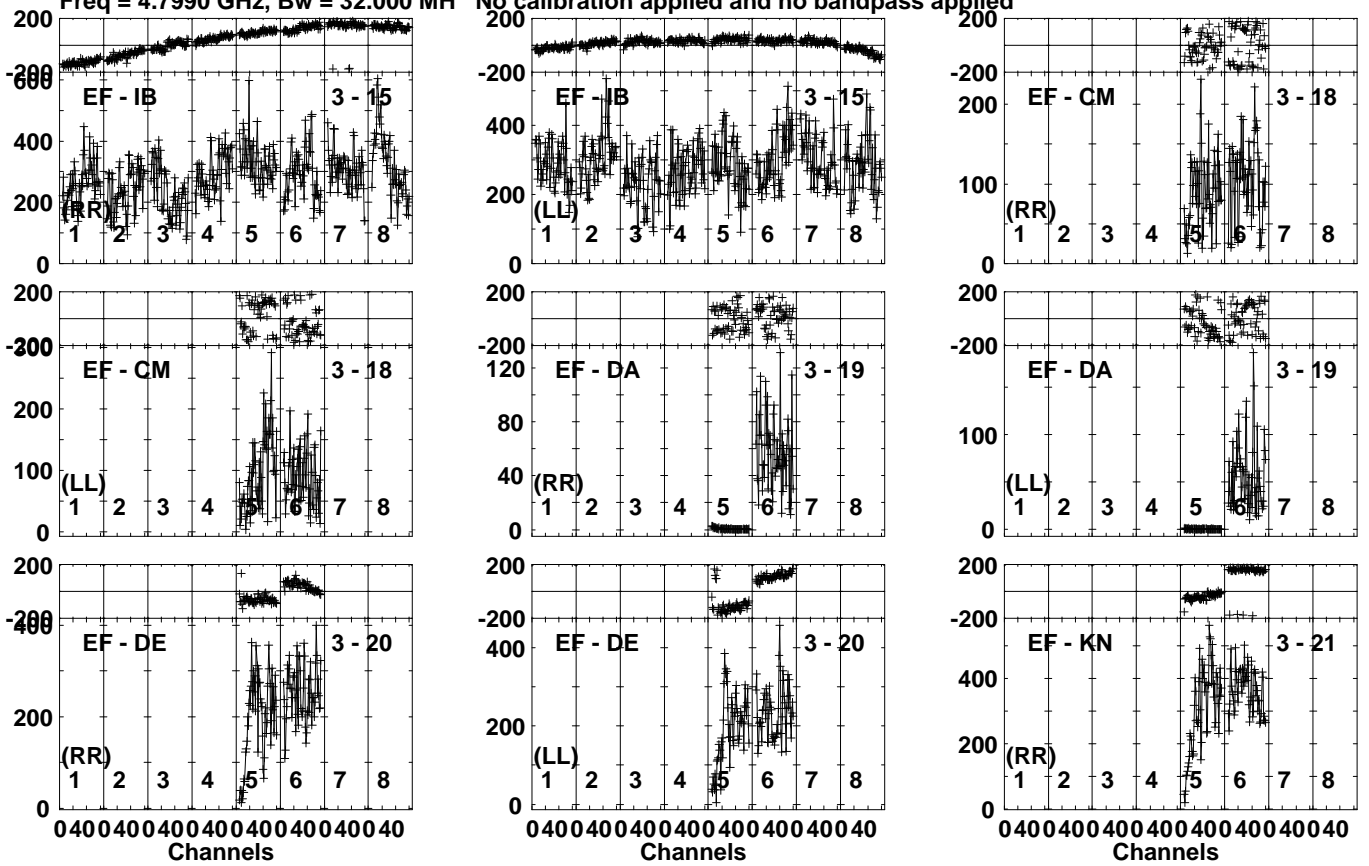 Freq = 4.7990 GHz, Bw = 32.000 MH No calibration applied and no bandpass applied
200
-200
600
400
200
0
EF - IB 3 - 15
(RR)
1 2 3 4 5 6 7 8
200
-200
400
200
0
EF - IB 3 - 15
(LL)
1 2 3 4 5 6 7 8
200
-200
200
100
0
EF - CM 3 - 18
(RR)
1 2 3 4 5 6 7 8
200
-200
300
200
100
0
EF - CM 3 - 18
(LL)
1 2 3 4 5 6 7 8
200
-200
120
80
40
0
EF - DA 3 - 19
(RR)
1 2 3 4 5 6 7 8
200
-200
100
0
EF - DA 3 - 19
(LL)
1 2 3 4 5 6 7 8
200
-200
400
200
0
EF - DE 3 - 20
(RR)
1 2 3 4 5 6 7 8
0 40 0 40 0 40 0 40 0 40 0 40 0 40 0 40
Channels
200
-200
400
200
0
EF - DE 3 - 20
(LL)
1 2 3 4 5 6 7 8
0 40 0 40 0 40 0 40 0 40 0 40 0 40 0 40
Channels
200
-200
400
200
0
EF - KN 3 - 21
(RR)
1 2 3 4 5 6 7 8
0 40 0 40 0 40 0 40 0 40 0 40 0 40 0 40
Channels